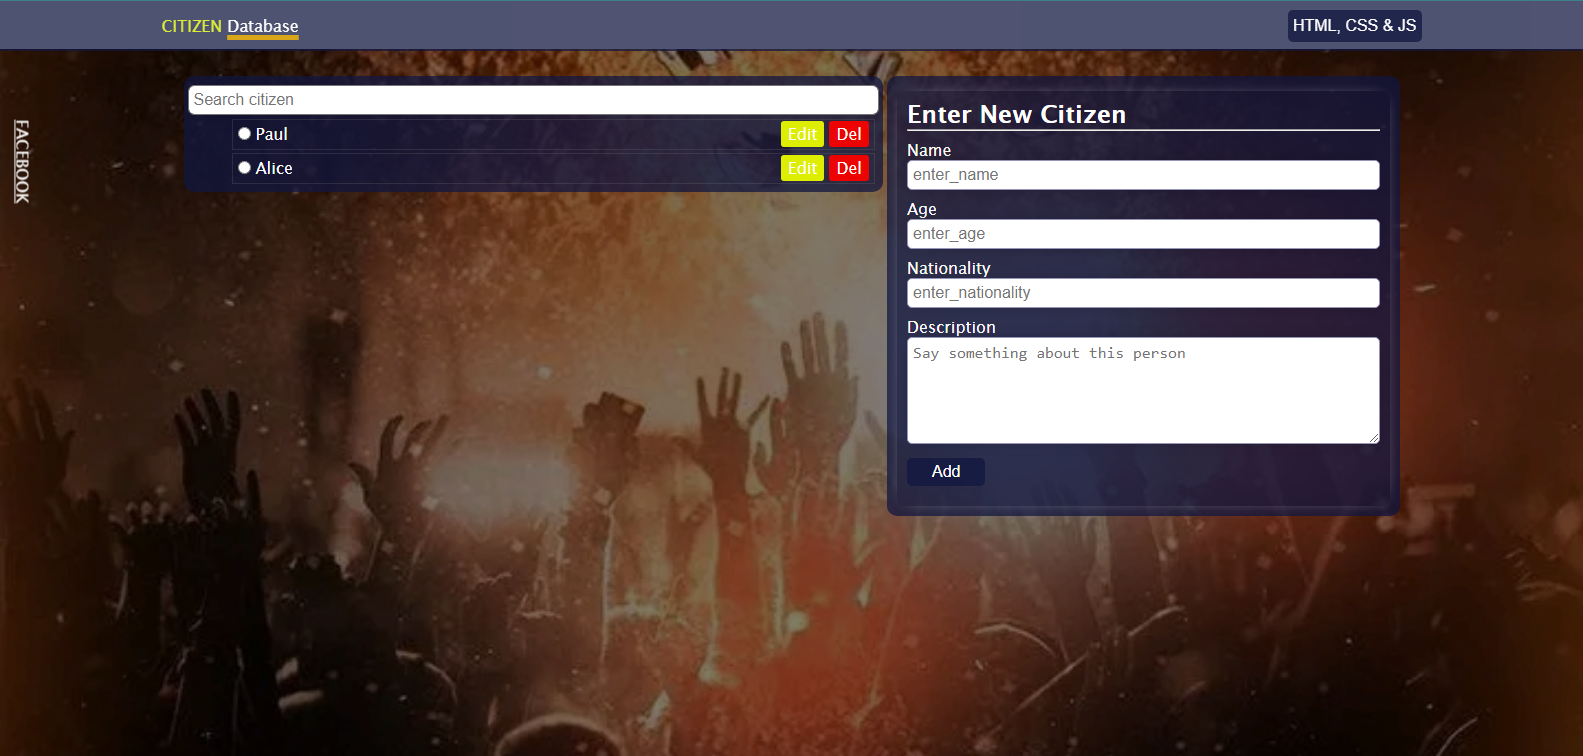 CITIZEN Database
HTML, CSS & JS
FACEBOOK
Search citizen
Paul Edit Del
Alice Edit Del
Enter New Citizen
Name
enter_name
Age
enter_age
Nationality
enter_nationality
Description
Say something about this person
Add